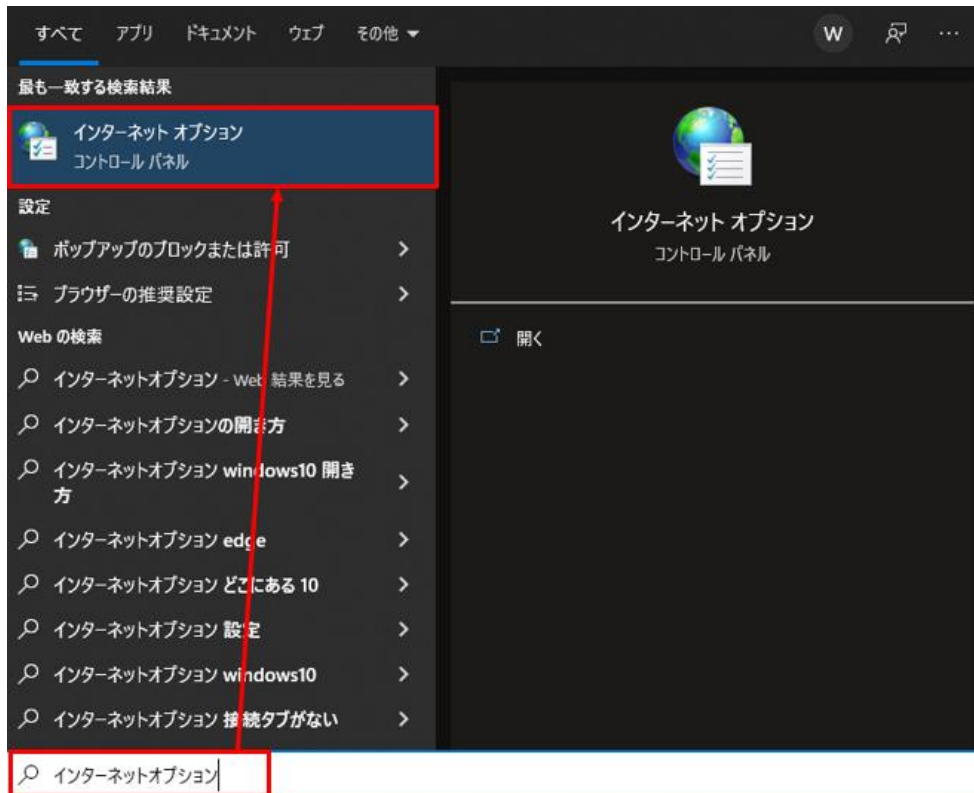 すべて アプリ ドキュメント ウェブ その他 W …
最も一致する検索結果
インターネット オプション
コントロール パネル
設定
ポップアップのブロックまたは許可
ブラウザーの推奨設定
Web の検索
インターネットオプション - Web 結果を見る
インターネットオプションの開き方
インターネットオプション windows10 開き
方
インターネットオプション edge
インターネットオプション どこにある 10
インターネットオプション 設定
インターネットオプション windows10
インターネットオプション 接続タブがない
インターネット オプション
コントロール パネル
開く
インターネットオプション